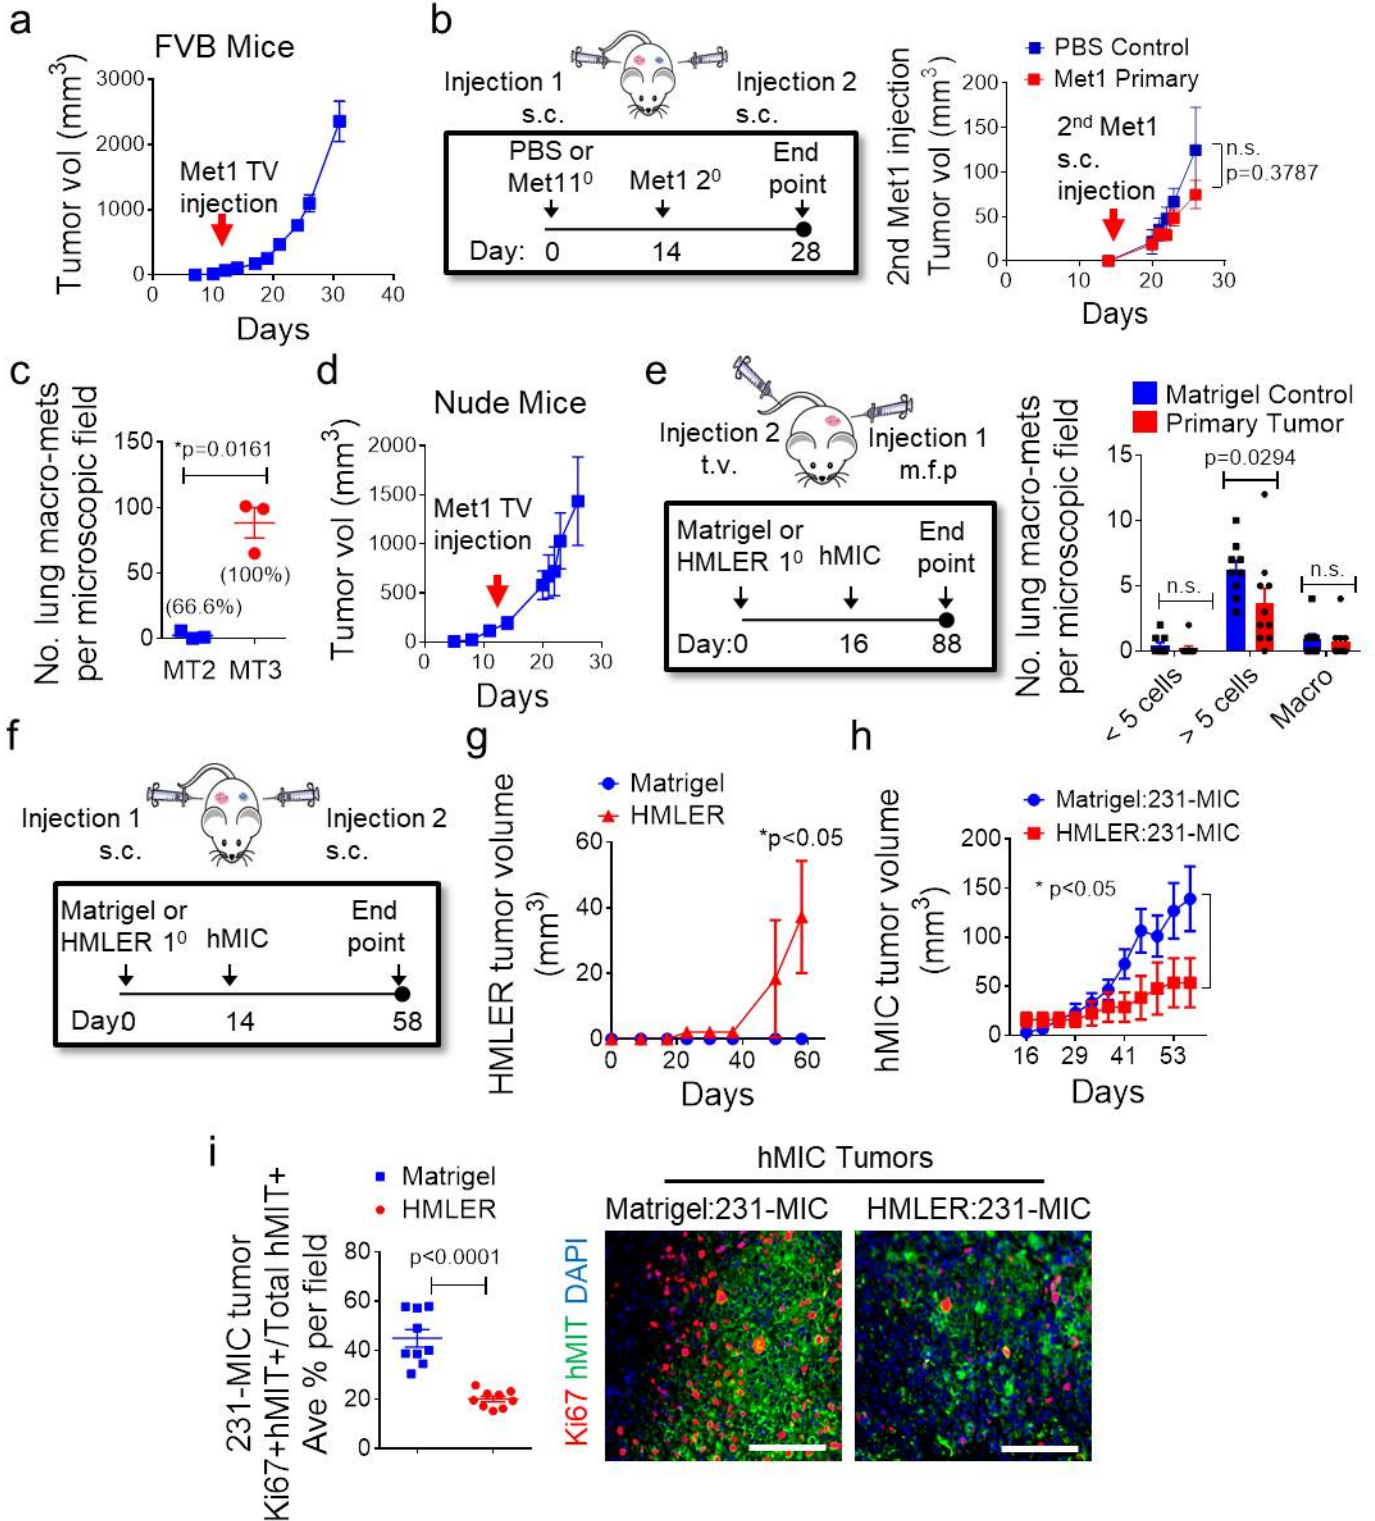 a
FVB Mice
Tumor vol (mm³)
3000
2000
1000
0
Met1 TV
injection
0 10 20 30 40
Days
b
Injection 1
s.c.
Injection 2
s.c.
PBS or
Met11⁰
Met1 2⁰
End
point
Day: 0 14 28
2nd Met1 injection
Tumor vol (mm³)
PBS Control
Met1 Primary
200
150
100
50
0
2ⁿᵈ Met1
s.c.
injection
n.s.
p=0.3787
0 10 20 30
Days
c
No. lung macro-mets
per microscopic field
150
100
50
0
*p=0.0161
(100%)
(66.6%)
MT2 MT3
d
Nude Mice
Tumor vol (mm³)
2000
1500
1000
500
0
Met1 TV
injection
0 10 20 30
Days
e
Injection 2
t.v.
Injection 1
m.f.p
Matrigel or
HMLER 1⁰
hMIC
End
point
Day:0 16 88
No. lung macro-mets
per microscopic field
Matrigel Control
Primary Tumor
15
10
5
0
p=0.0294
n.s.
n.s.
< 5 cells
> 5 cells
Macro
f
Injection 1
s.c.
Injection 2
s.c.
Matrigel or
HMLER 1⁰
hMIC
End
point
Day:0 14 58
g
HMLER tumor volume
(mm³)
Matrigel
HMLER
60
40
20
0
*p<0.05
0 20 40 60
Days
h
hMIC tumor volume
(mm³)
Matrigel:231-MIC
HMLER:231-MIC
200
150
100
50
0
* p<0.05
16 29 41 53
Days
i
231-MIC tumor
Ki67+hMIT+/Total hMIT+
Ave % per field
Matrigel
HMLER
80
60
40
20
0
p<0.0001
hMIC Tumors
Matrigel:231-MIC
HMLER:231-MIC
Ki67 hMIT DAPI